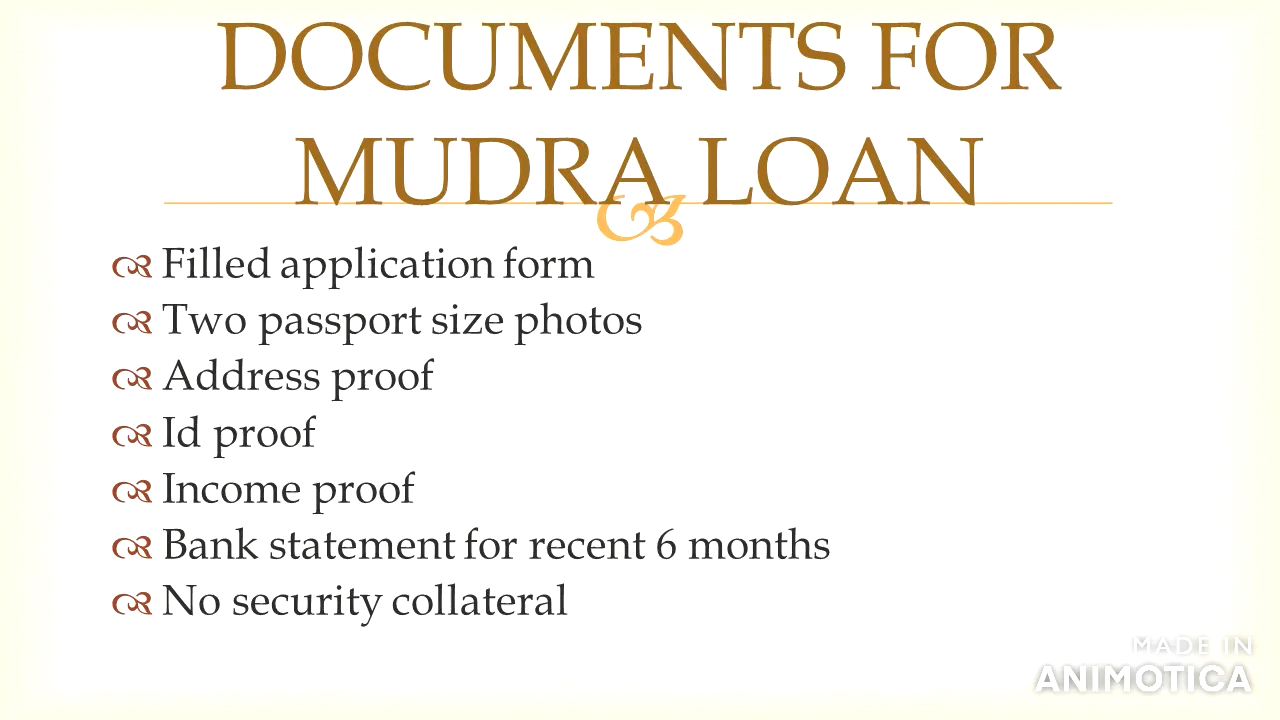 DOCUMENTS FOR
MUDRA LOAN
Filled application form
Two passport size photos
Address proof
Id proof
Income proof
Bank statement for recent 6 months
No security collateral
MADE IN
ANIMOTICA